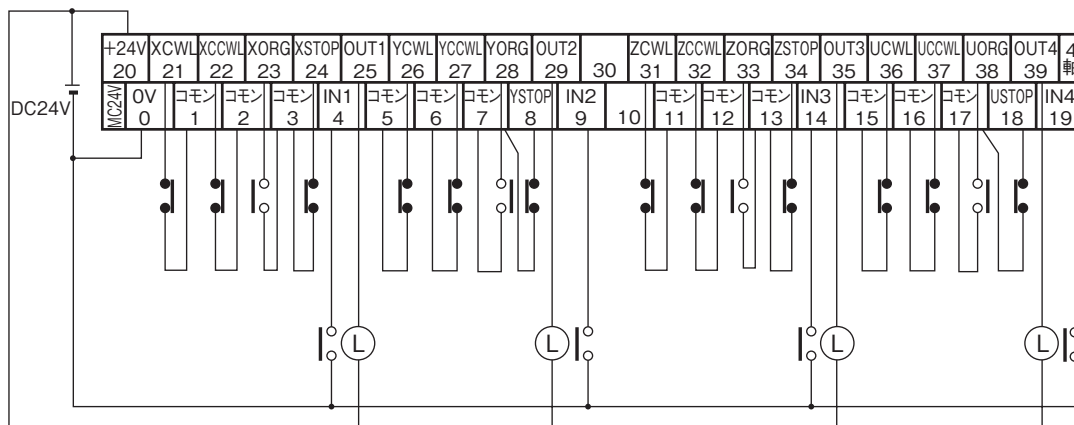 +24V XCWL XCCWL XORG XSTOP OUT1 YCWL YCCWL YORG OUT2 ZCWL ZCCWL ZORG ZSTOP OUT3 UCWL UCCWL UORG OUT4 4
20 21 22 23 24 25 26 27 28 29 30 31 32 33 34 35 36 37 38 39 軸
MC24V 0V コモン コモン コモン IN1 コモン コモン コモン YSTOP IN2 コモン コモン コモン IN3 コモン コモン コモン USTOP IN4
0 1 2 3 4 5 6 7 8 9 10 11 12 13 14 15 16 17 18 19
DC24V
L L L L